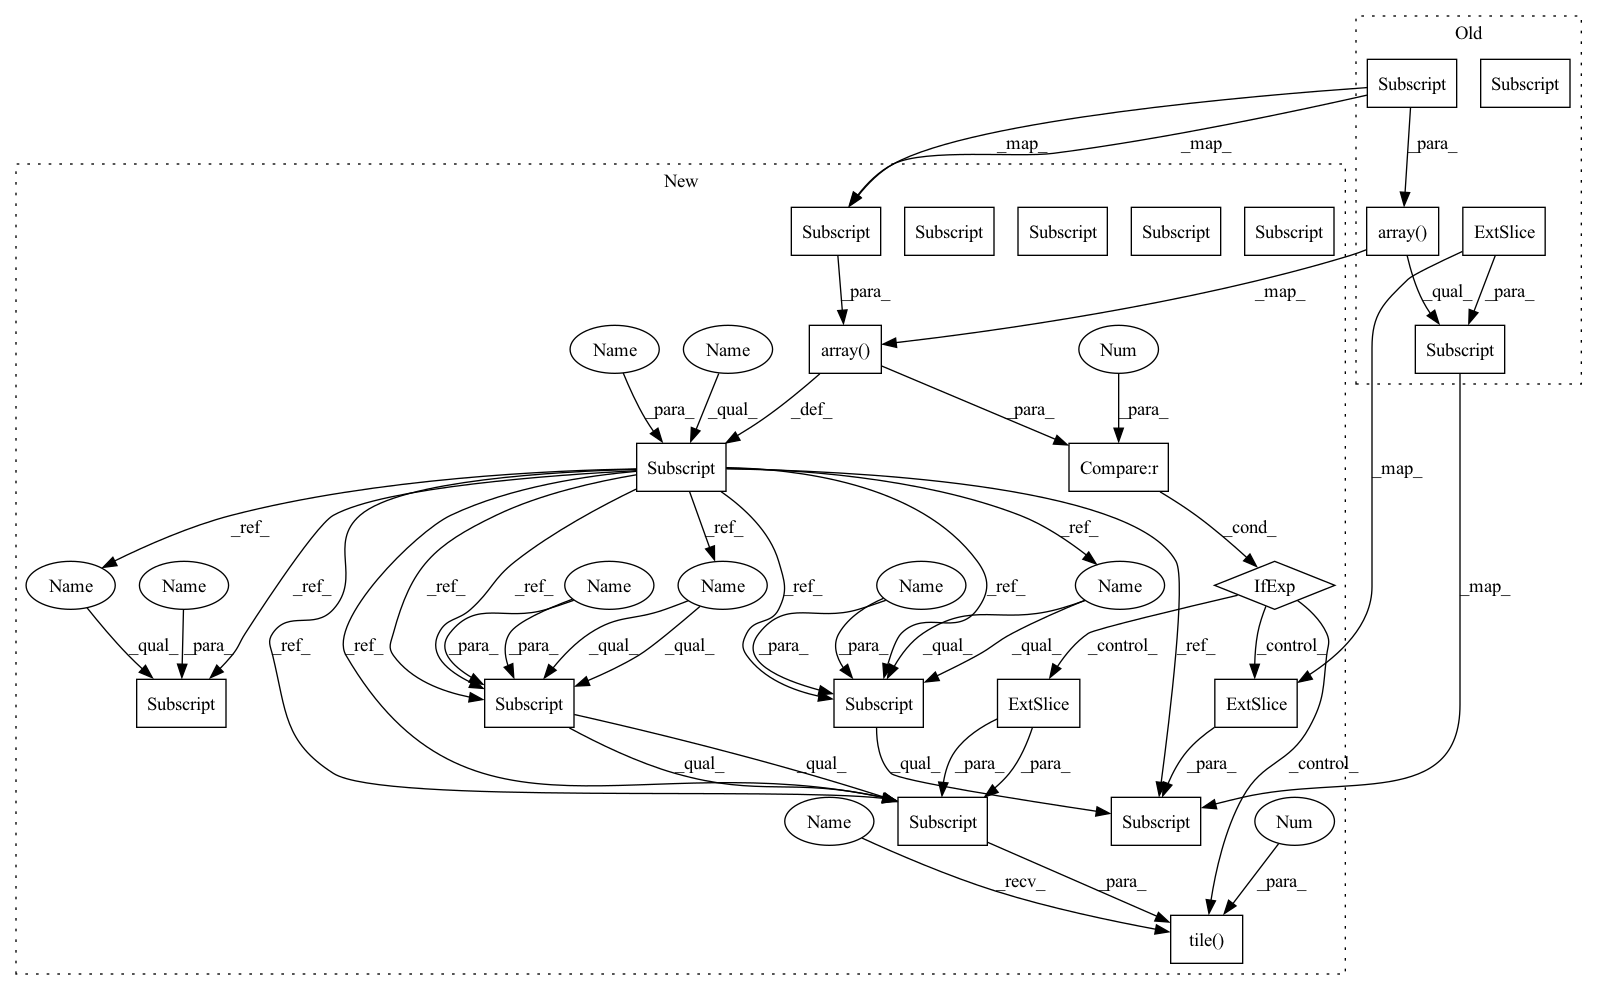 Old
Subscript Subscript
_map_ _map_ _para_
New
Subscript Subscript Subscript Subscript Subscript array() ExtSlice
_para_ _map_ _qual_ _para_
Name Name array() Num Subscript
_para_ _qual_ _def_ _para_ _para_
Subscript Compare:r _map_
_ref_ _ref_ _ref_ _cond_
Name Name Name Name Name Name IfExp
_ref_ _ref_ _ref_ _ref_ _ref_ _map_
_qual_ _para_ _ref_ _ref_ _para_ _para_ _qual_ _qual_ _para_ _para_ _qual_ _qual_ _control_ _ref_ _control_
Subscript Subscript Subscript ExtSlice ExtSlice
_qual_ _qual_ _qual_ _para_ _para_ _para_ _control_
Name Subscript Subscript Num
_recv_ _para_ _para_
tile()